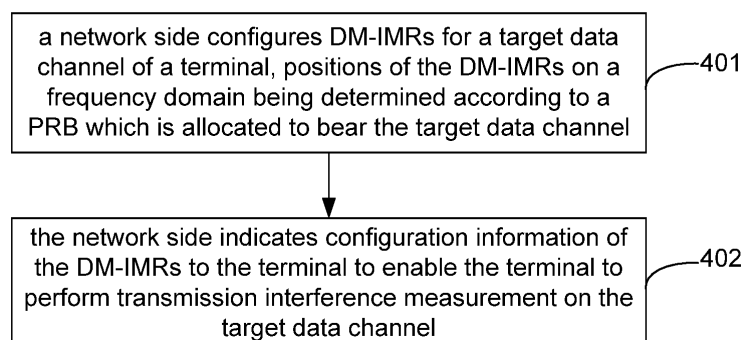 a network side configures DM-IMRs for a target data
channel of a terminal, positions of the DM-IMRs on a
frequency domain being determined according to a
PRB which is allocated to bear the target data channel
401
the network side indicates configuration information of
the DM-IMRs to the terminal to enable the terminal to
perform transmission interference measurement on the
target data channel
402